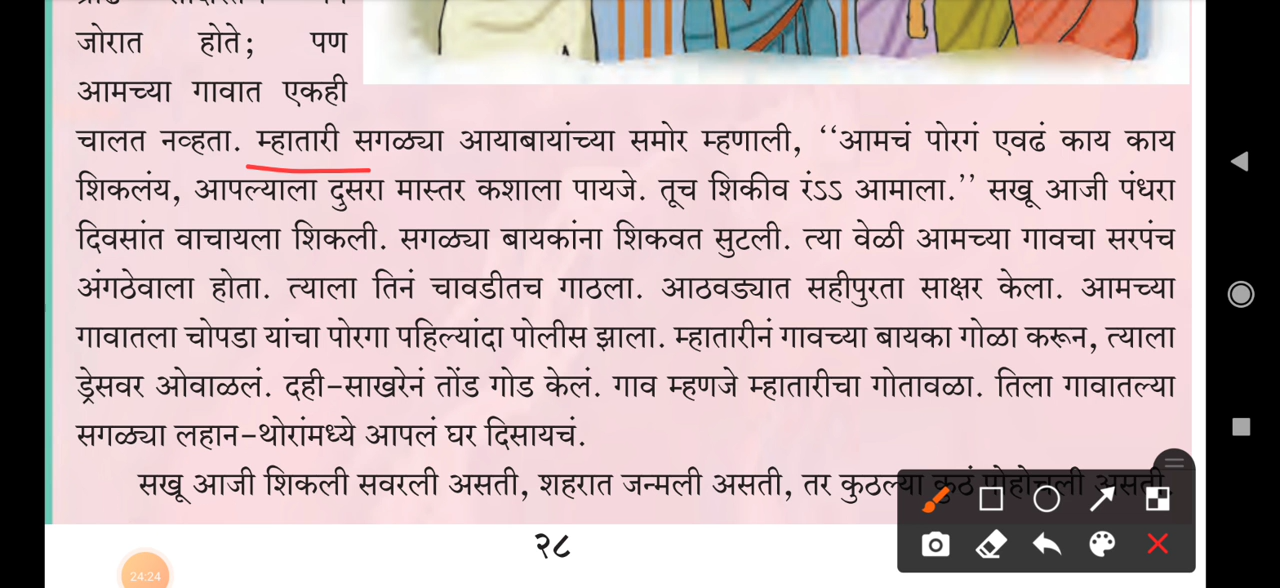 जोरात होते; पण
आमच्या गावात एकही
चालत नव्हता. म्हातारी सगळ्या आयाबायांच्या समोर म्हणाली, ‘‘आमचं पोरगं एवढं काय काय
शिकलंय, आपल्याला दुसरा मास्तर कशाला पायजे. तूच शिकीव रंऽऽ आमाला.’’ सखू आजी पंधरा
दिवसांत वाचायला शिकली. सगळ्या बायकांना शिकवत सुटली. त्या वेळी आमच्या गावचा सरपंच
अंगठेवाला होता. त्याला तिनं चावडीतच गाठला. आठवड्यात सहीपुरता साक्षर केला. आमच्या
गावातला चोपडा यांचा पोरगा पहिल्यांदा पोलीस झाला. म्हातारीनं गावच्या बायका गोळा करून, त्याला
ड्रेसवर ओवाळलं. दही-साखरेनं तोंड गोड केलं. गाव म्हणजे म्हातारीचा गोतावळा. तिला गावातल्या
सगळ्या लहान-थोरांमध्ये आपलं घर दिसायचं.
सखू आजी शिकली सवरली असती, शहरात जन्मली असती, तर कुठल्या कुठं पोहोचली असती.
२८
24:24